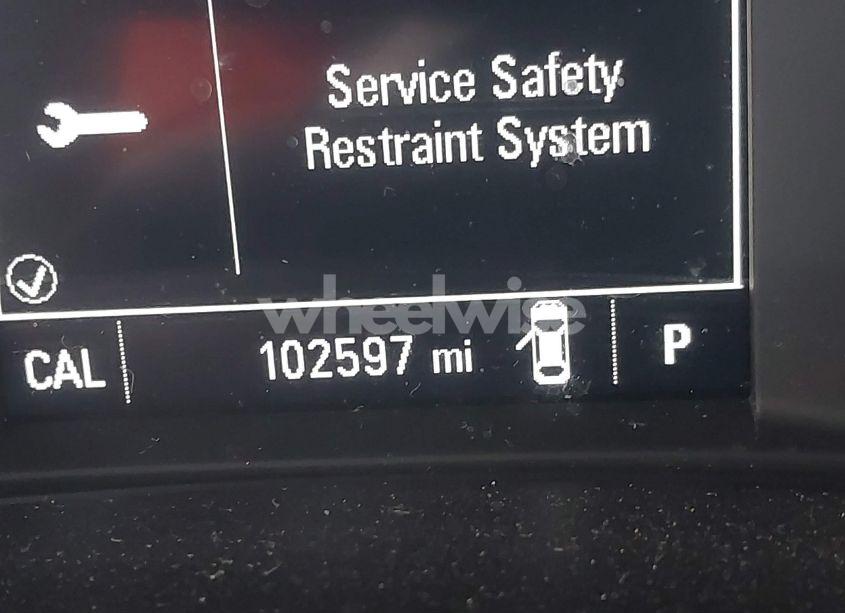 Service Safety
Restraint System
wheelwise
CAL 102597 mi P